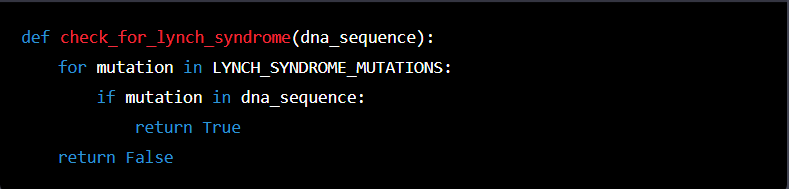 def check_for_lynch_syndrome(dna_sequence):
    for mutation in LYNCH_SYNDROME_MUTATIONS:
        if mutation in dna_sequence:
            return True
    return False